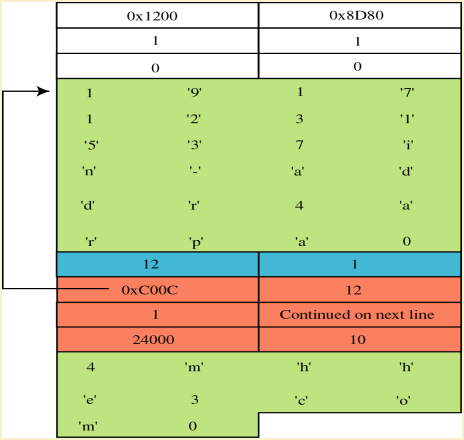 0x1200 0x8D80
1 1
0 0
1 '9' 1 '7'
1 '2' 3 '1'
'5' '3' 7 'i'
'n' '-' 'a' 'd'
'd' 'r' 4 'a'
'r' 'p' 'a' 0
12 1
0xC00C 12
1 Continued on next line
24000 10
4 'm' 'h' 'h'
'e' 3 'c' 'o'
'm' 0